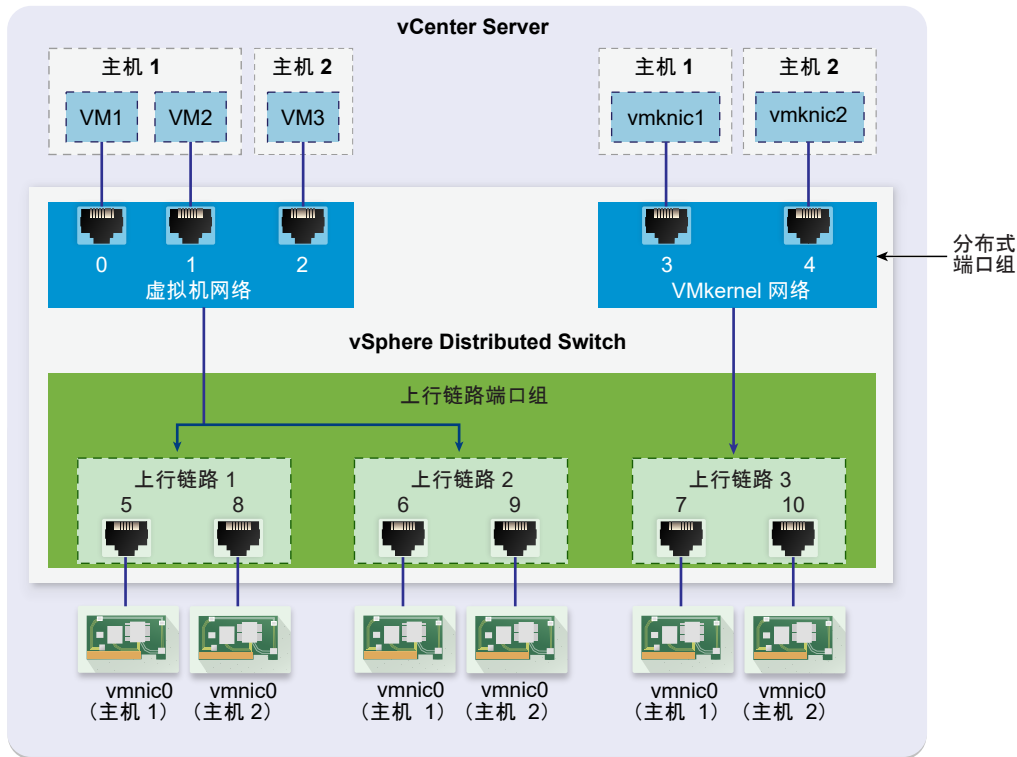 vCenter Server
主机 1
主机 2
主机 1
主机 2
VM1
VM2
VM3
vmknic1
vmknic2
0
1
2
3
4
虚拟机网络
VMkernel 网络
分布式
端口组
vSphere Distributed Switch
上行链路端口组
上行链路 1
上行链路 2
上行链路 3
5
8
6
9
7
10
vmnic0
(主机 1)
vmnic0
(主机 2)
vmnic0
(主机 1)
vmnic0
(主机 2)
vmnic0
(主机 1)
vmnic0
(主机 2)